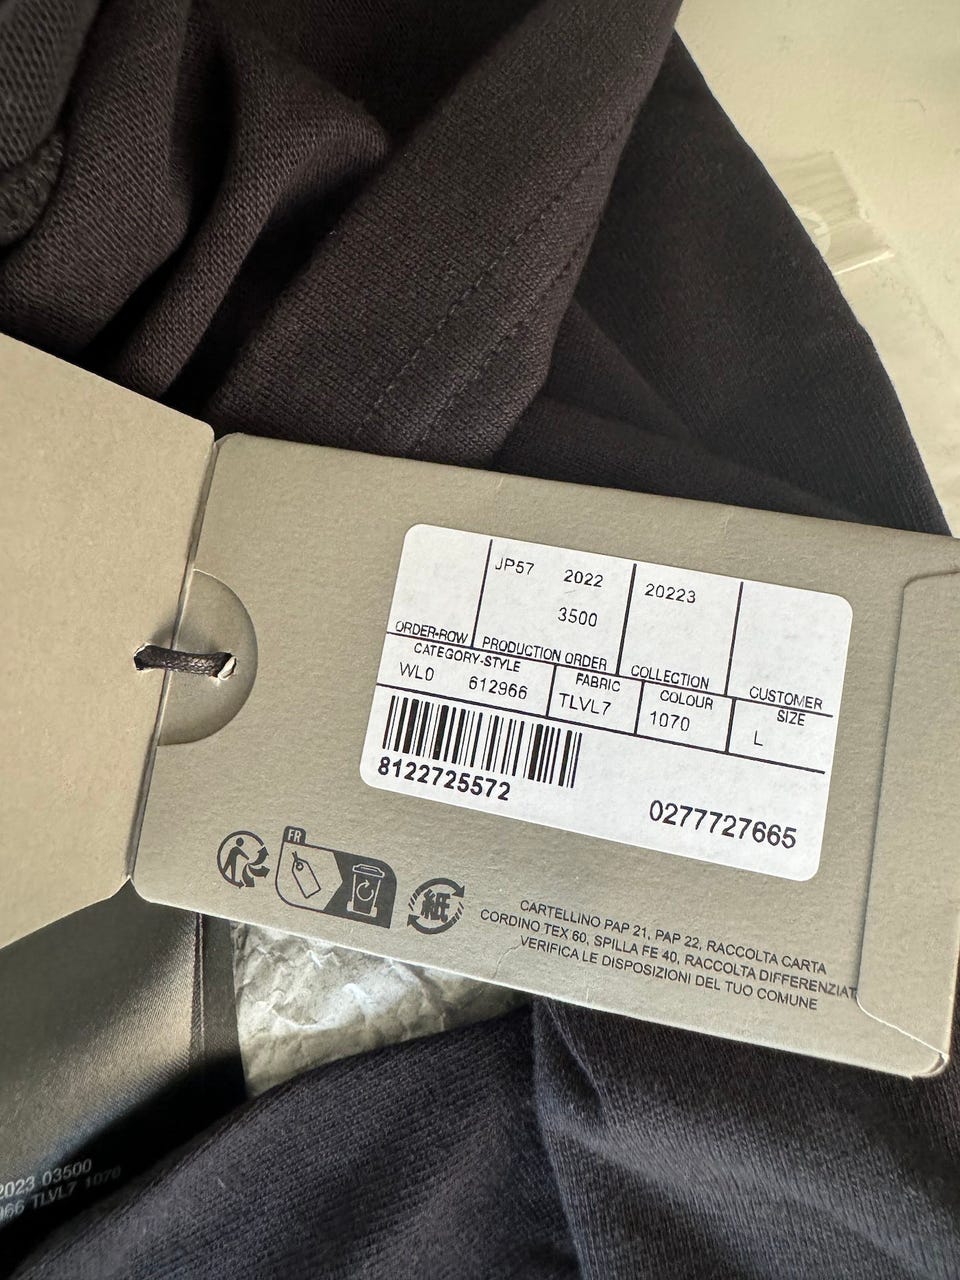 JP57 2022 20223
3500
ORDER-ROW PRODUCTION ORDER COLLECTION CUSTOMER
CATEGORY-STYLE FABRIC COLOUR SIZE
WL0 612966 TLVL7 1070 L
8122725572 0277727665
FR
CARTELLINO PAP 21, PAP 22, RACCOLTA CARTA
CORDINO TEX 60, SPILLA FE 40, RACCOLTA DIFFERENZIAT
VERIFICA LE DISPOSIZIONI DEL TUO COMUNE
2023 03500
966 TLVL7 1070